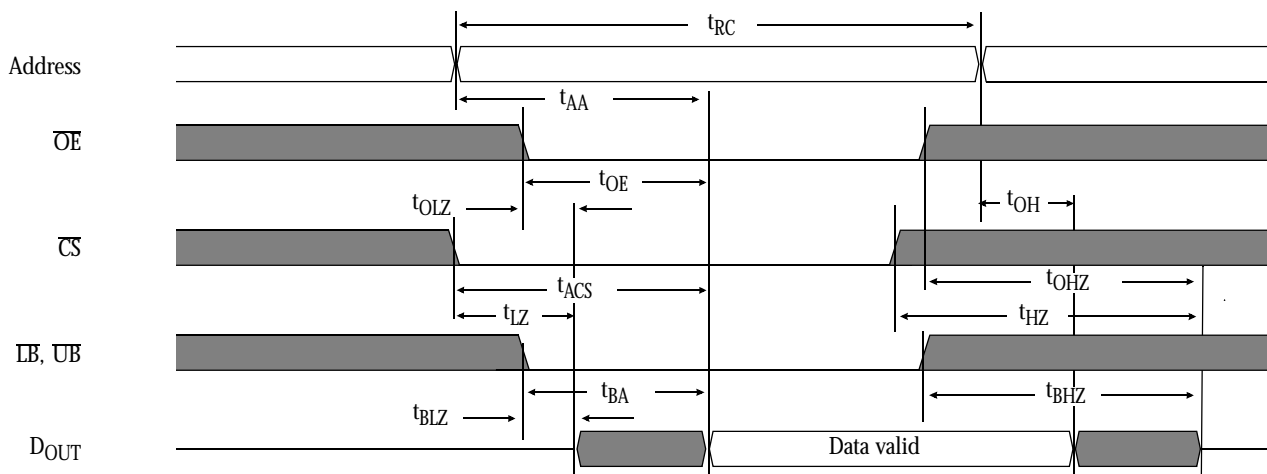 tRC
Address
tAA
OE
tOE
tOLZ
tOH
CS
tACS
tOHZ
tLZ
tHZ
LB, UB
tBA
tBHZ
tBLZ
DOUT
Data valid